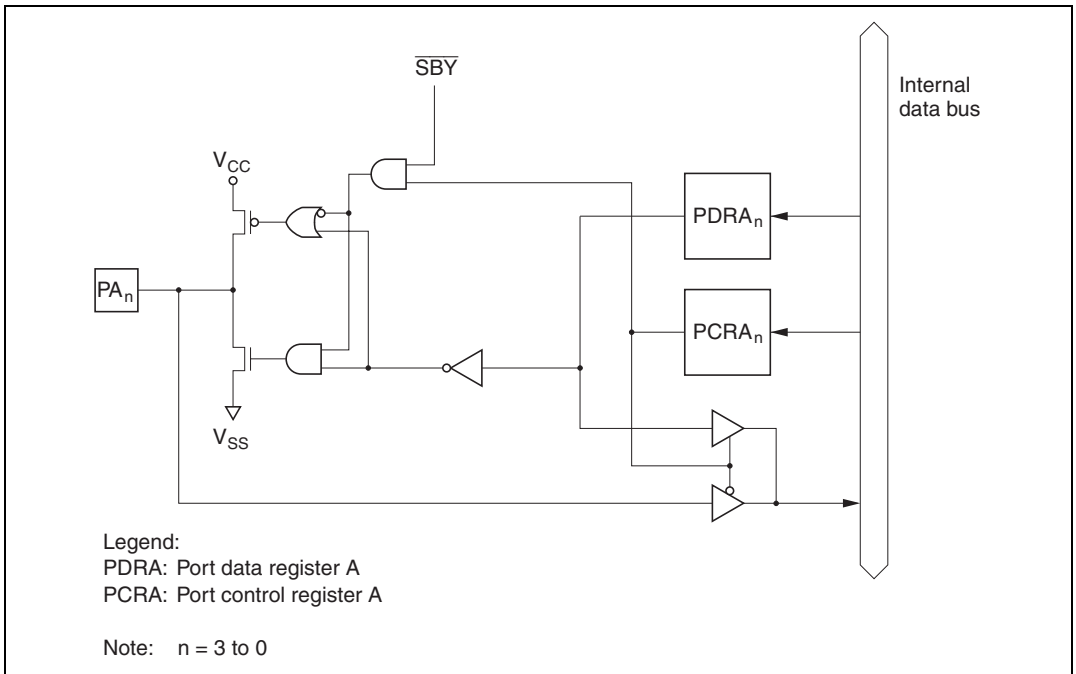 SBY
Internal
data bus
VCC
PDRAn
PAn
PCRAn
VSS
Legend:
PDRA: Port data register A
PCRA: Port control register A
Note: n = 3 to 0